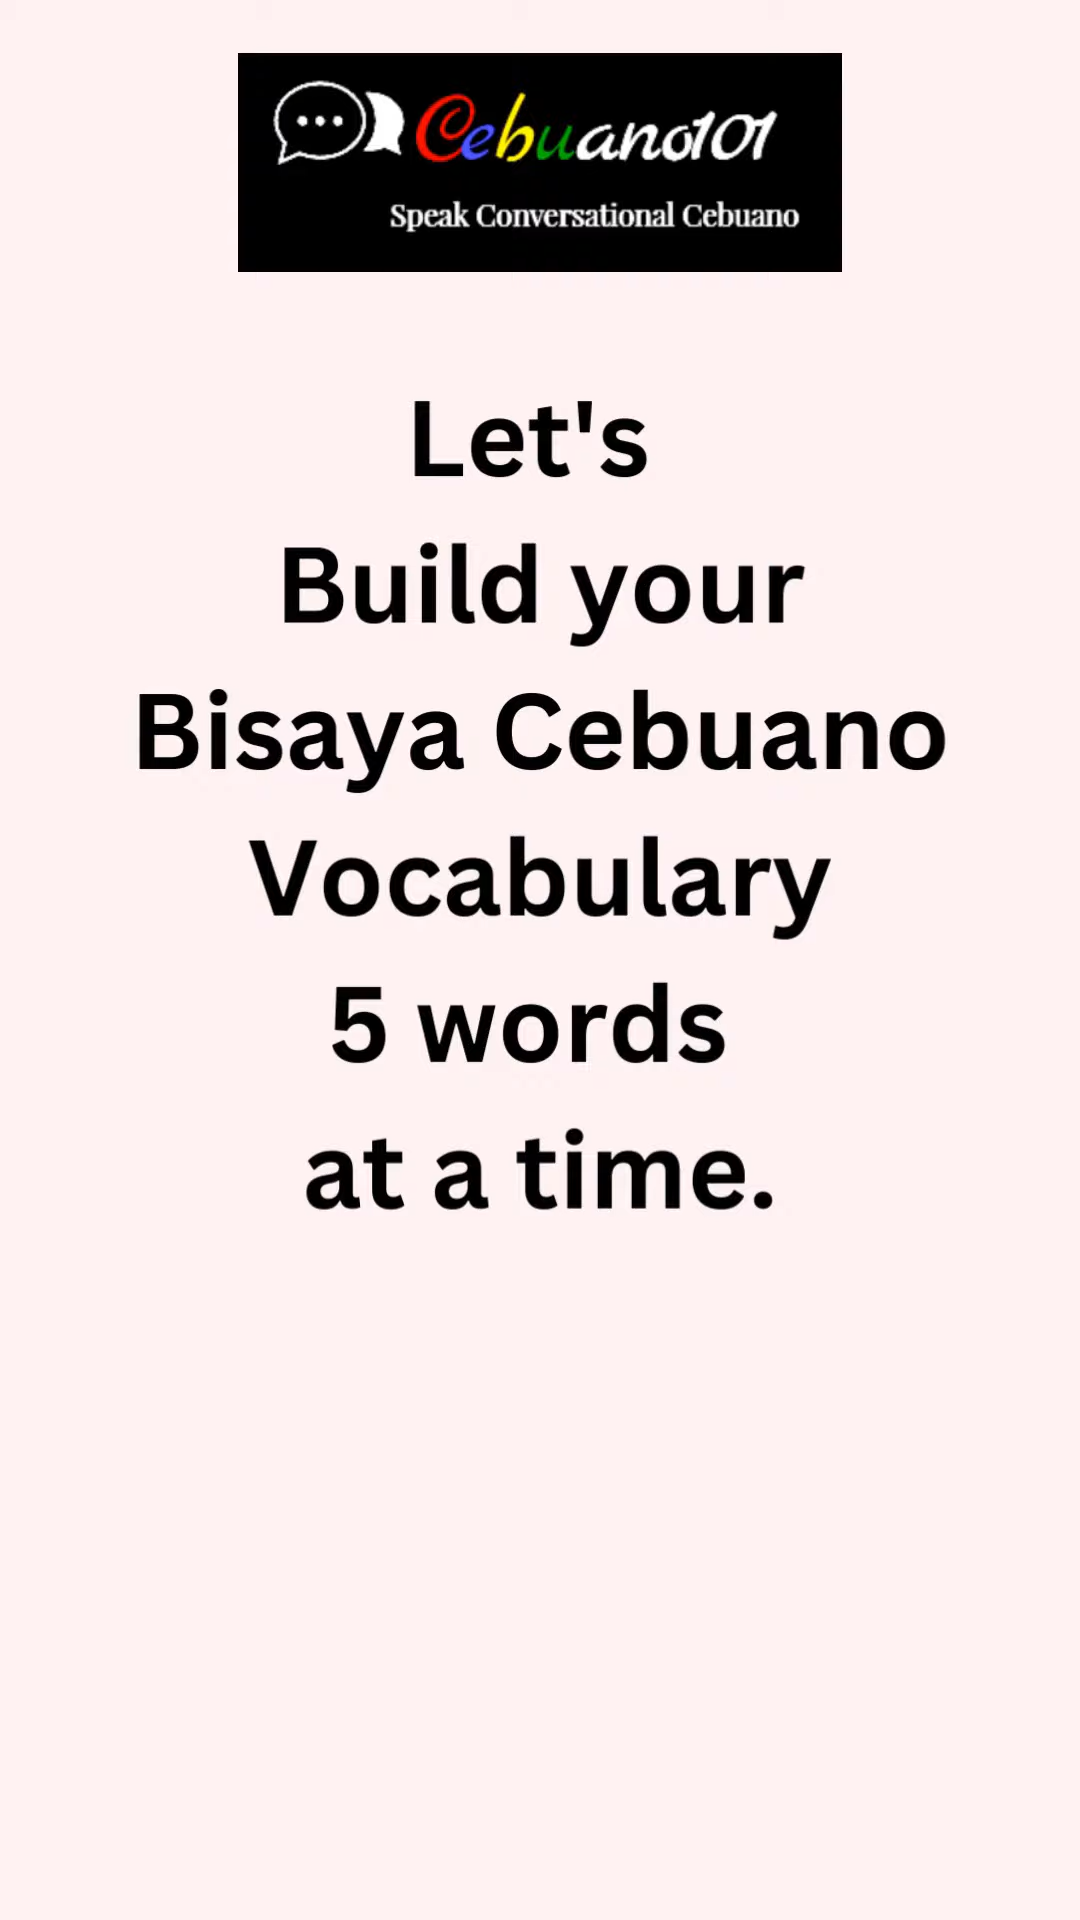 Cebuano101
Speak Conversational Cebuano
Let's
Build your
Bisaya Cebuano
Vocabulary
5 words
at a time.